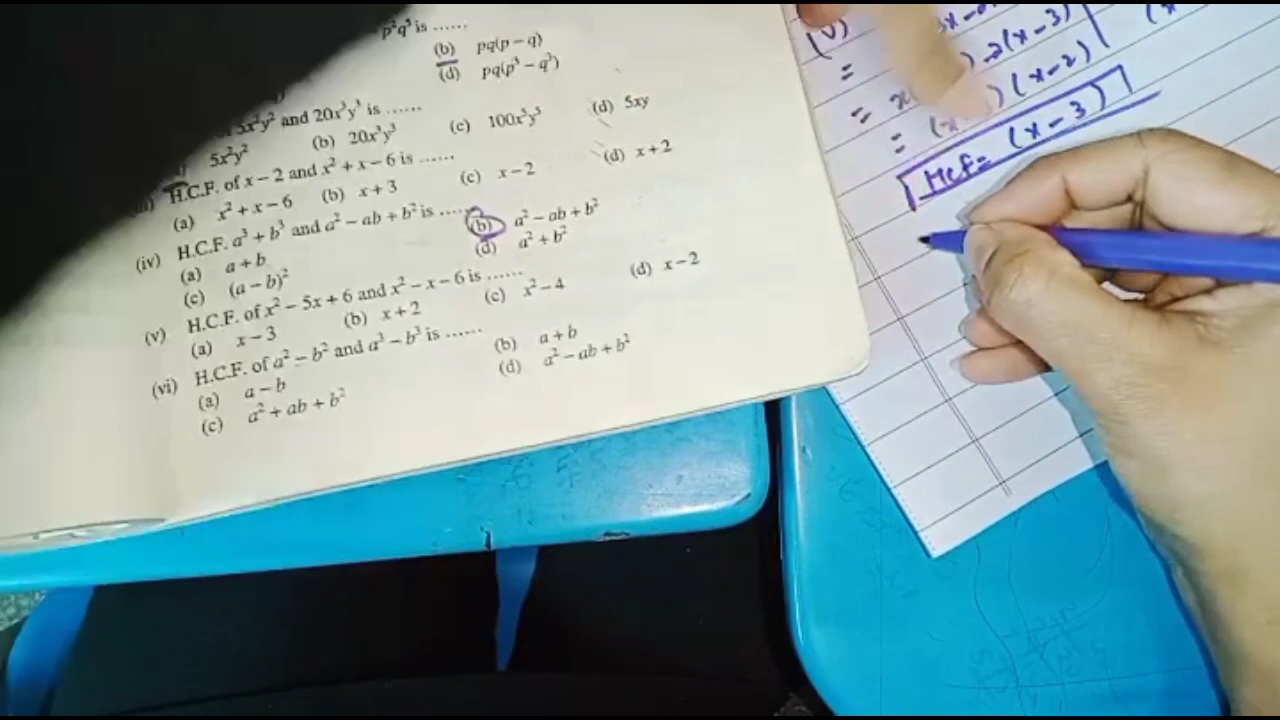 p²q⁵ is ......
(b) pq(p − q)
(d) pq(p³ − q³)
5x²y² and 20x³y³ is ......
5x²y² (b) 20x³y³ (c) 100x⁵y⁵ (d) 5xy
H.C.F. of x − 2 and x² + x − 6 is ......
(a) x² + x − 6 (b) x + 3 (c) x − 2 (d) x + 2
(iv) H.C.F. a³ + b³ and a² − ab + b² is ......
(a) a + b (b) a² − ab + b²
(c) (a − b)² (d) a² + b²
(v) H.C.F. of x² − 5x + 6 and x² − x − 6 is ......
(a) x − 3 (b) x + 2 (c) x² − 4 (d) x − 2
(vi) H.C.F. of a² − b² and a³ − b³ is ......
(a) a − b (b) a + b
(c) a² + ab + b² (d) a² − ab + b²
(v)
= 2(x-3)
= (x-2)
= (x
HCF = (x-3)